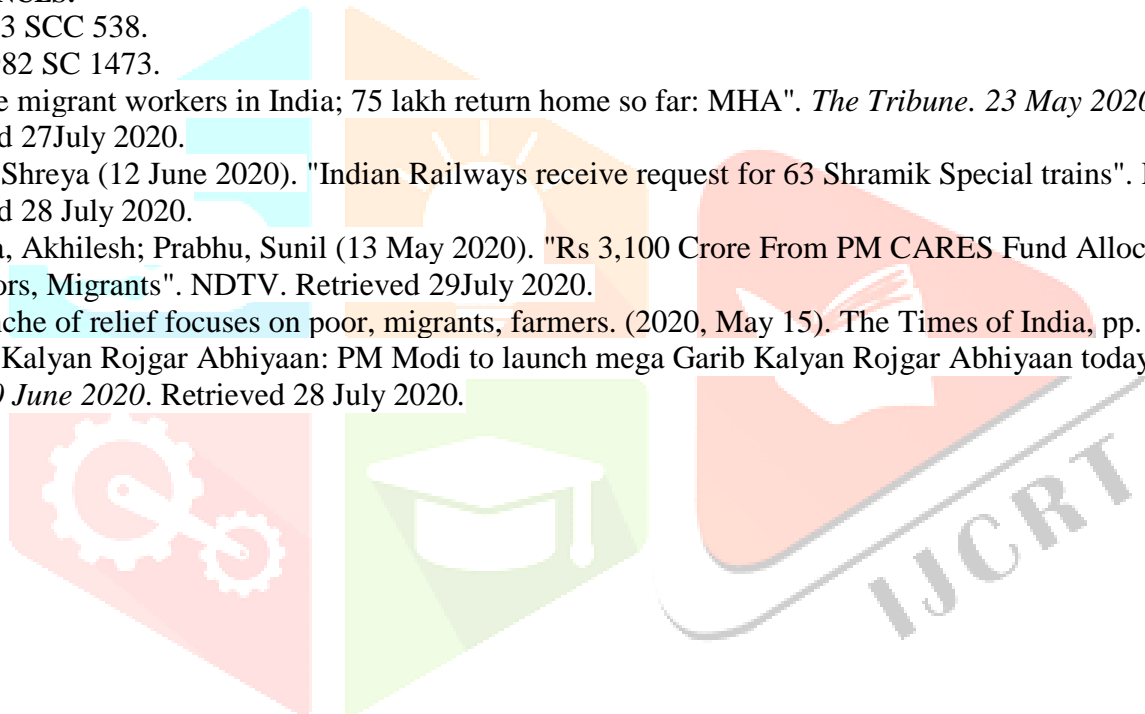 3 SCC 538.
82 SC 1473.
e migrant workers in India; 75 lakh return home so far: MHA". The Tribune. 23 May 2020
d 27July 2020.
Shreya (12 June 2020). "Indian Railways receive request for 63 Shramik Special trains".
d 28 July 2020.
, Akhilesh; Prabhu, Sunil (13 May 2020). "Rs 3,100 Crore From PM CARES Fund Alloc
ors, Migrants". NDTV. Retrieved 29July 2020.
che of relief focuses on poor, migrants, farmers. (2020, May 15). The Times of India, pp.
Kalyan Rojgar Abhiyaan: PM Modi to launch mega Garib Kalyan Rojgar Abhiyaan today
June 2020. Retrieved 28 July 2020.
IJCRT